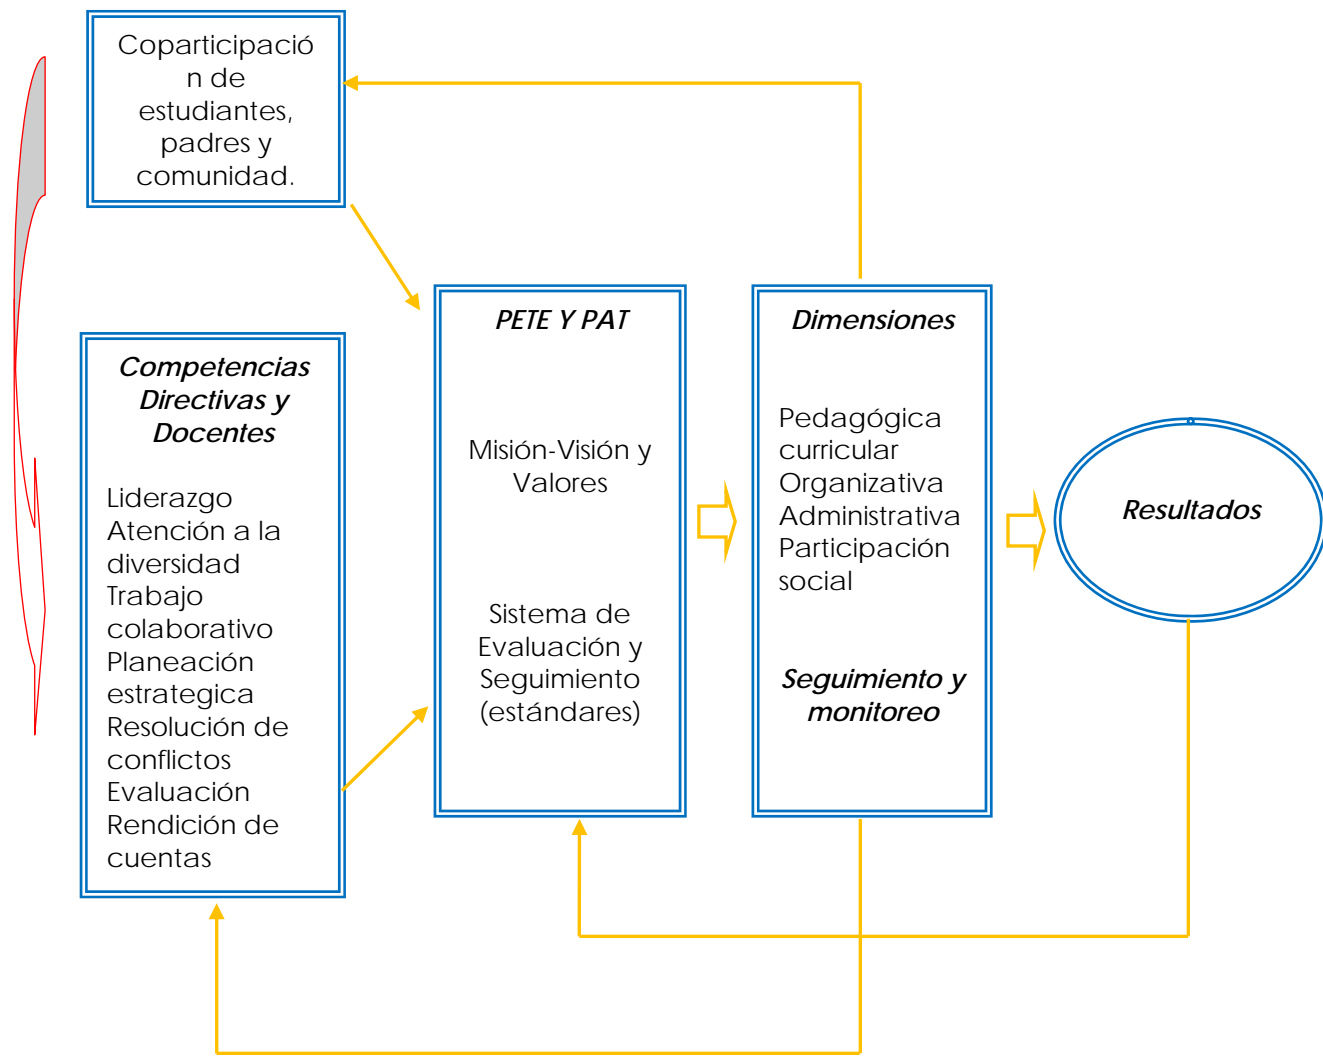 Coparticipació
n de
estudiantes,
padres y
comunidad.
Competencias
Directivas y
Docentes
Liderazgo
Atención a la
diversidad
Trabajo
colaborativo
Planeación
estrategica
Resolución de
conflictos
Evaluación
Rendición de
cuentas
PETE Y PAT
Misión-Visión y
Valores
Sistema de
Evaluación y
Seguimiento
(estándares)
Dimensiones
Pedagógica
curricular
Organizativa
Administrativa
Participación
social
Seguimiento y
monitoreo
Resultados